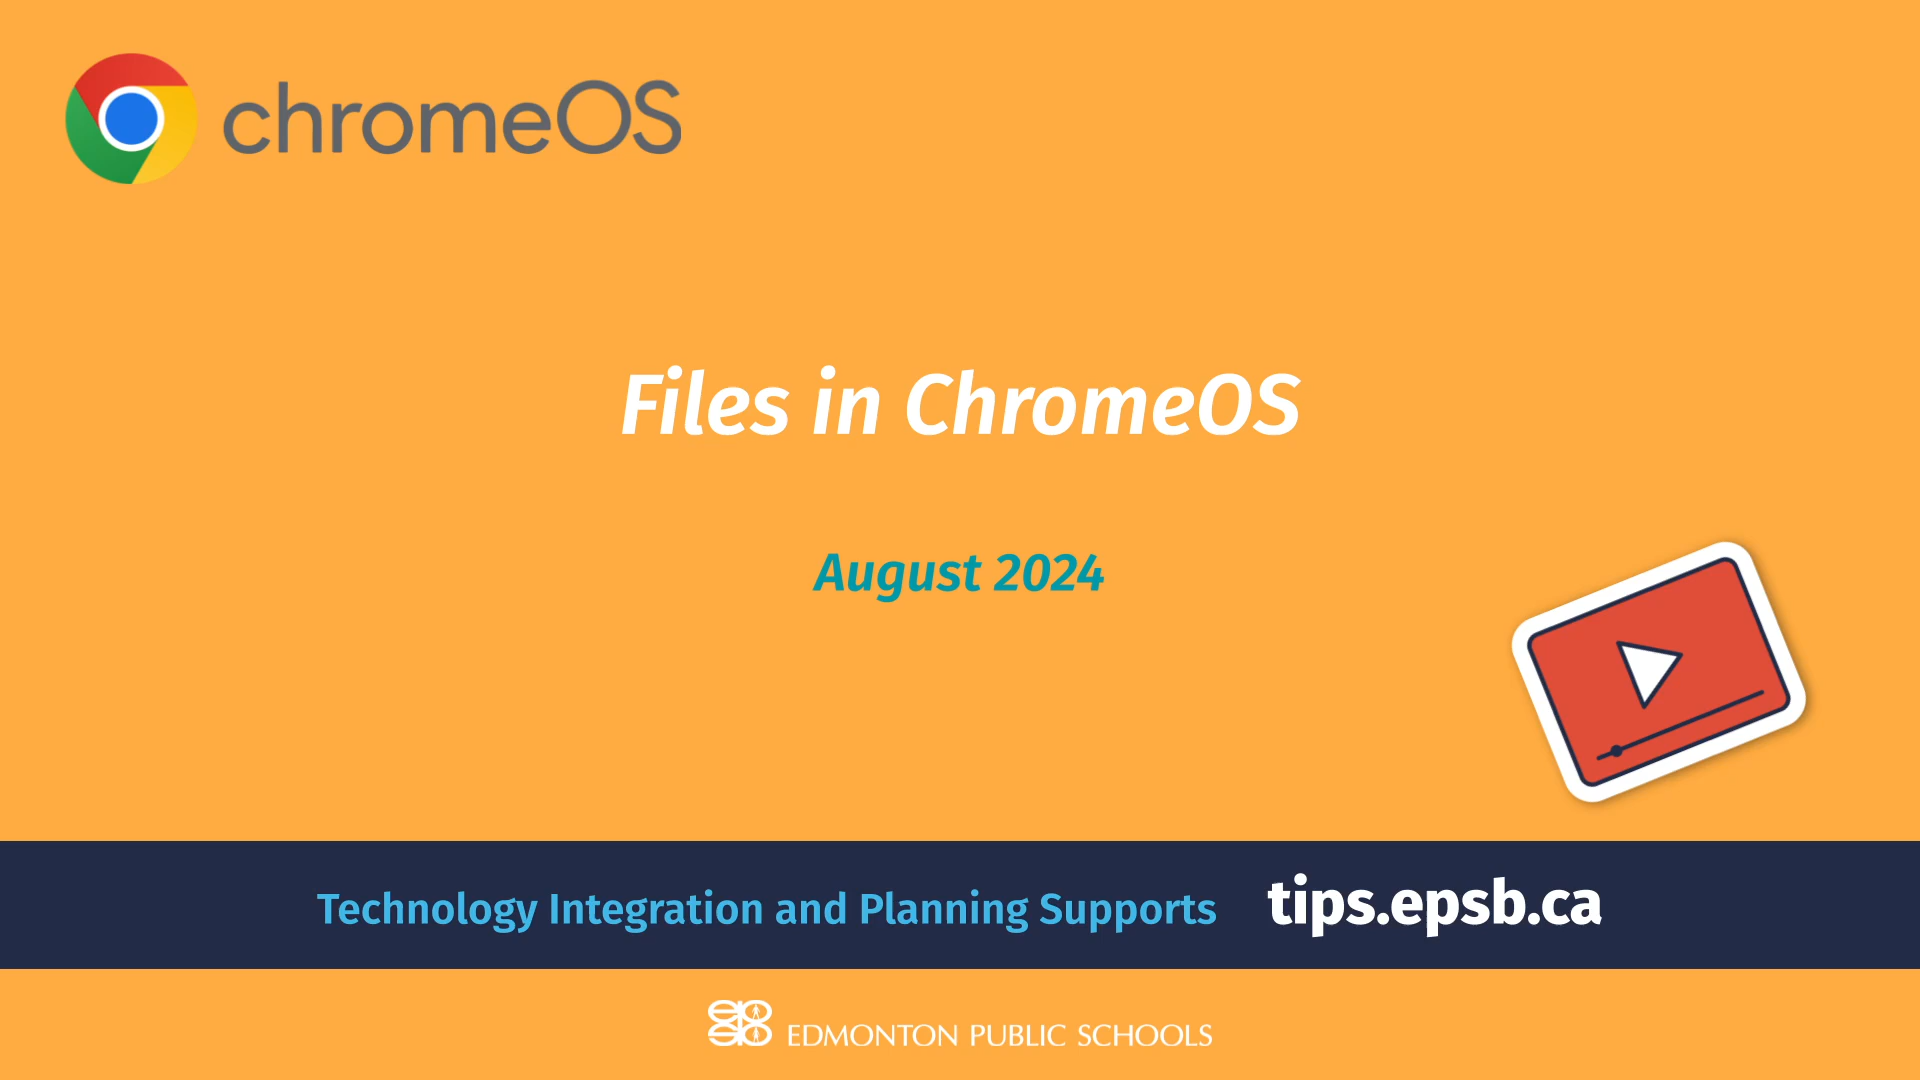 chromeOS
Files in ChromeOS
August 2024
Technology Integration and Planning Supports tips.epsb.ca
EDMONTON PUBLIC SCHOOLS